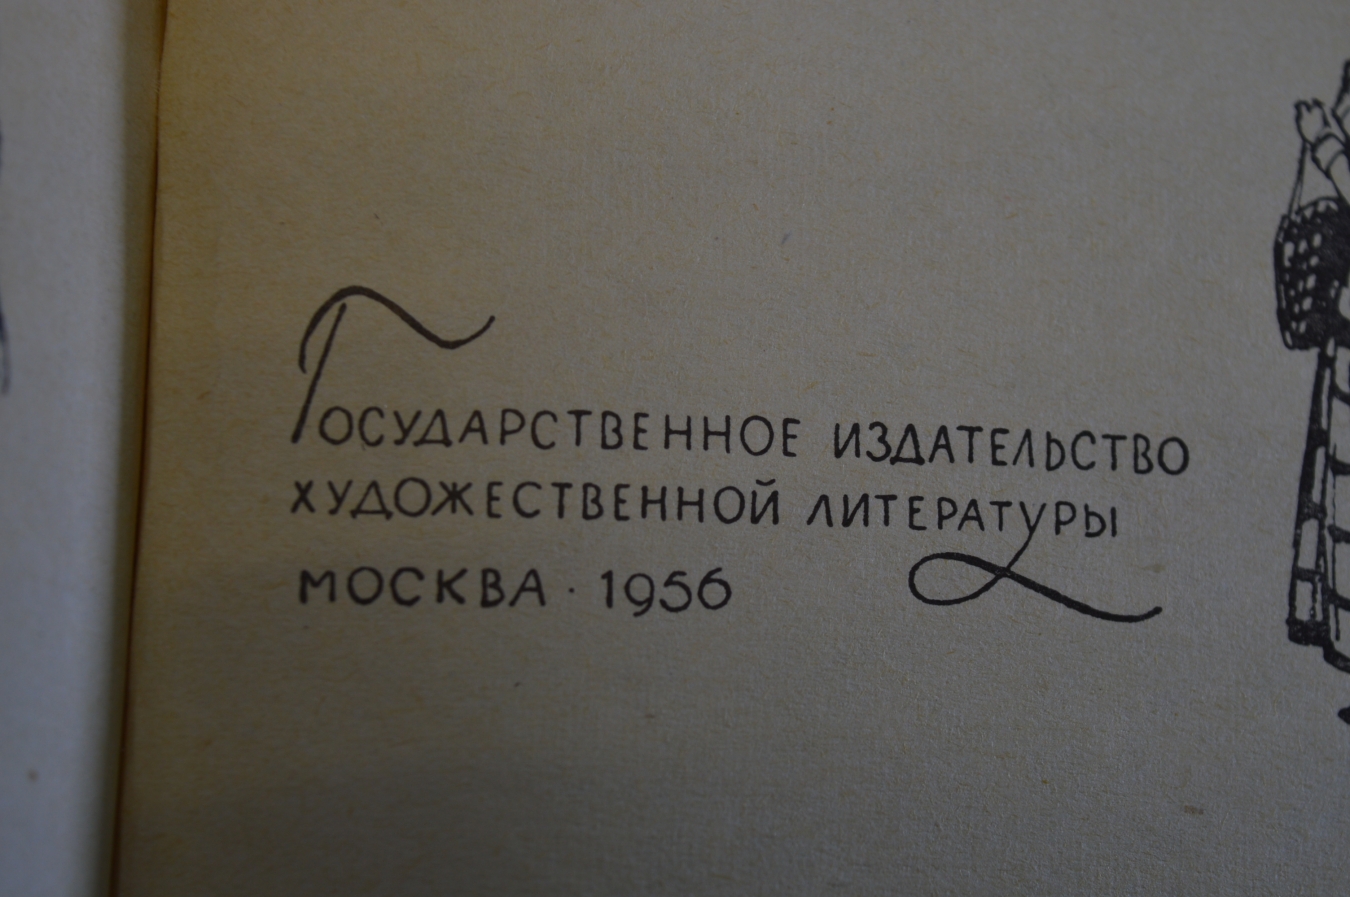 Государственное издательство
художественной литературы
Москва · 1956